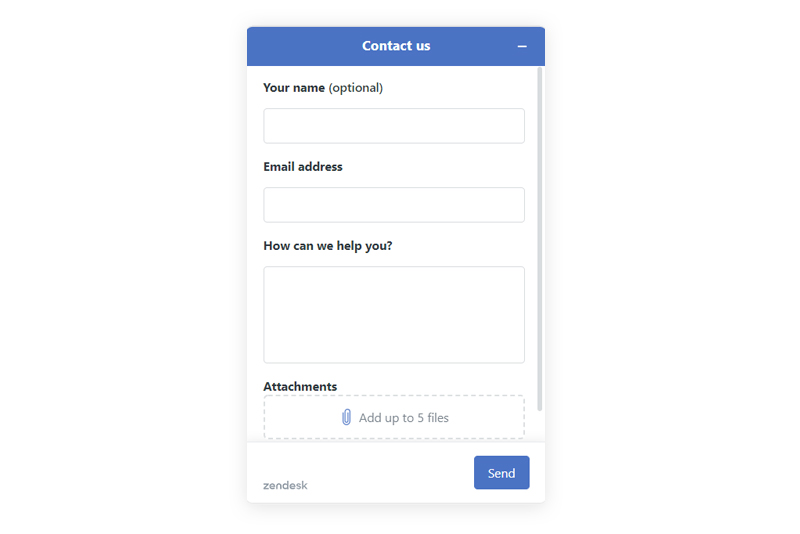 Contact us
Your name (optional)
Email address
How can we help you?
Attachments
Add up to 5 files
zendesk
Send